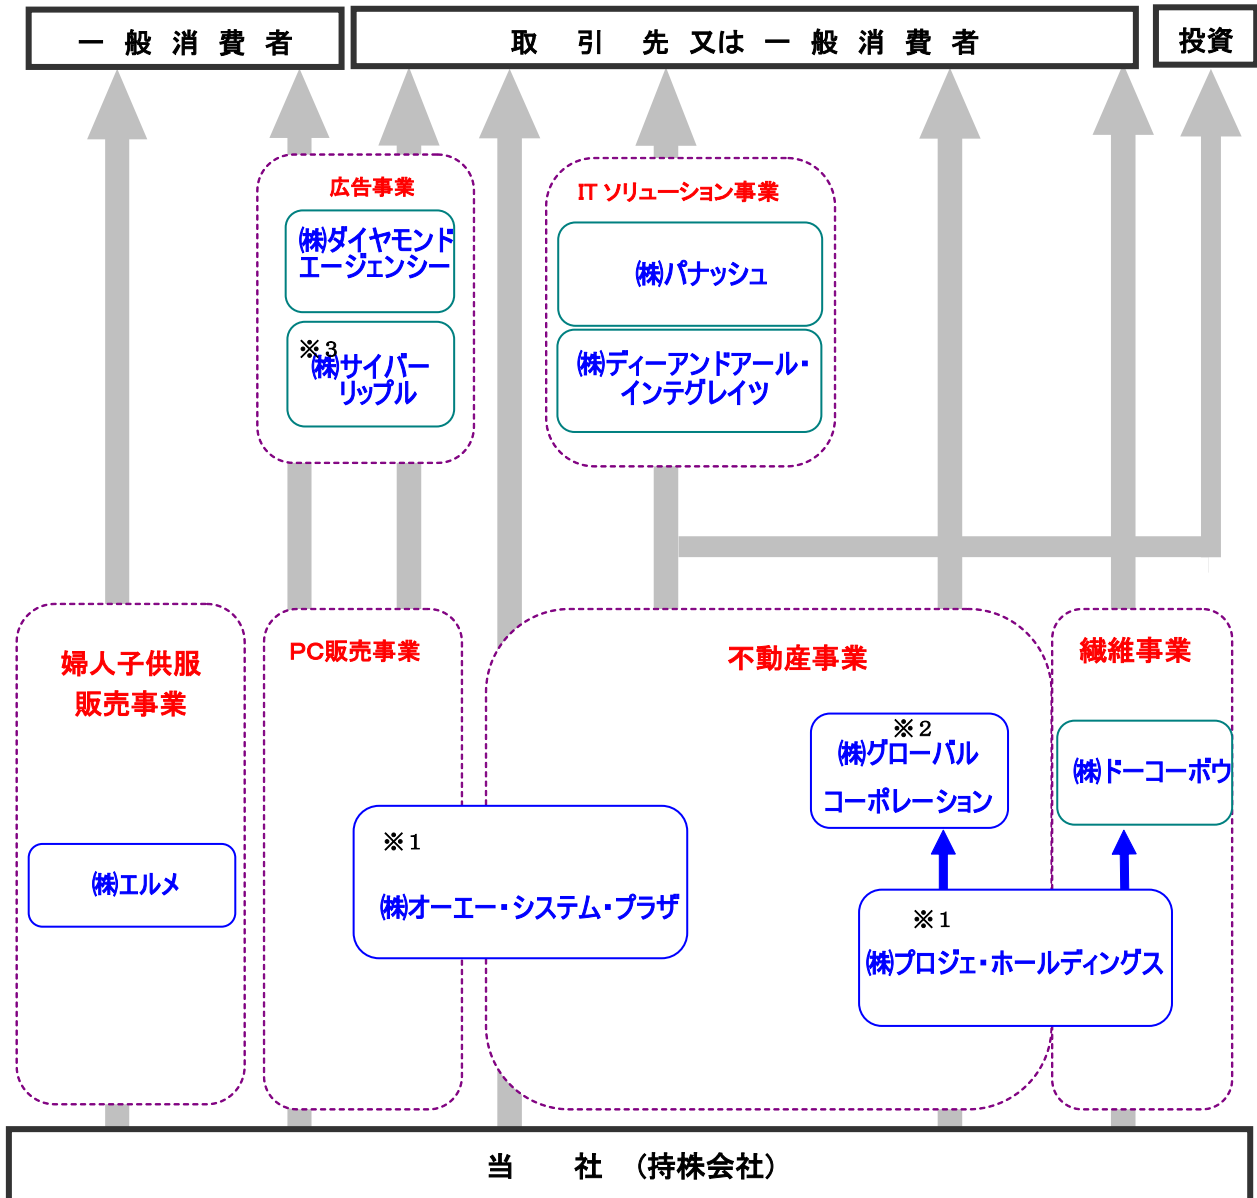 一 般 消 費 者
取 引 先 又は 一 般 消 費 者
投資
広告事業
㈱ダイヤモンド
エージェンシー
※３
㈱サイバー
リップル
IT ソリューション事業
㈱パナッシュ
㈱ディーアンドアール・
インテグレイツ
婦人子供服
販売事業
㈱エルメ
PC販売事業
※１
㈱オーエー・システム・プラザ
不動産事業
※２
㈱グローバル
コーポレーション
繊維事業
㈱ドーコーボウ
※１
㈱プロジェ・ホールディングス
当 社 （持株会社）